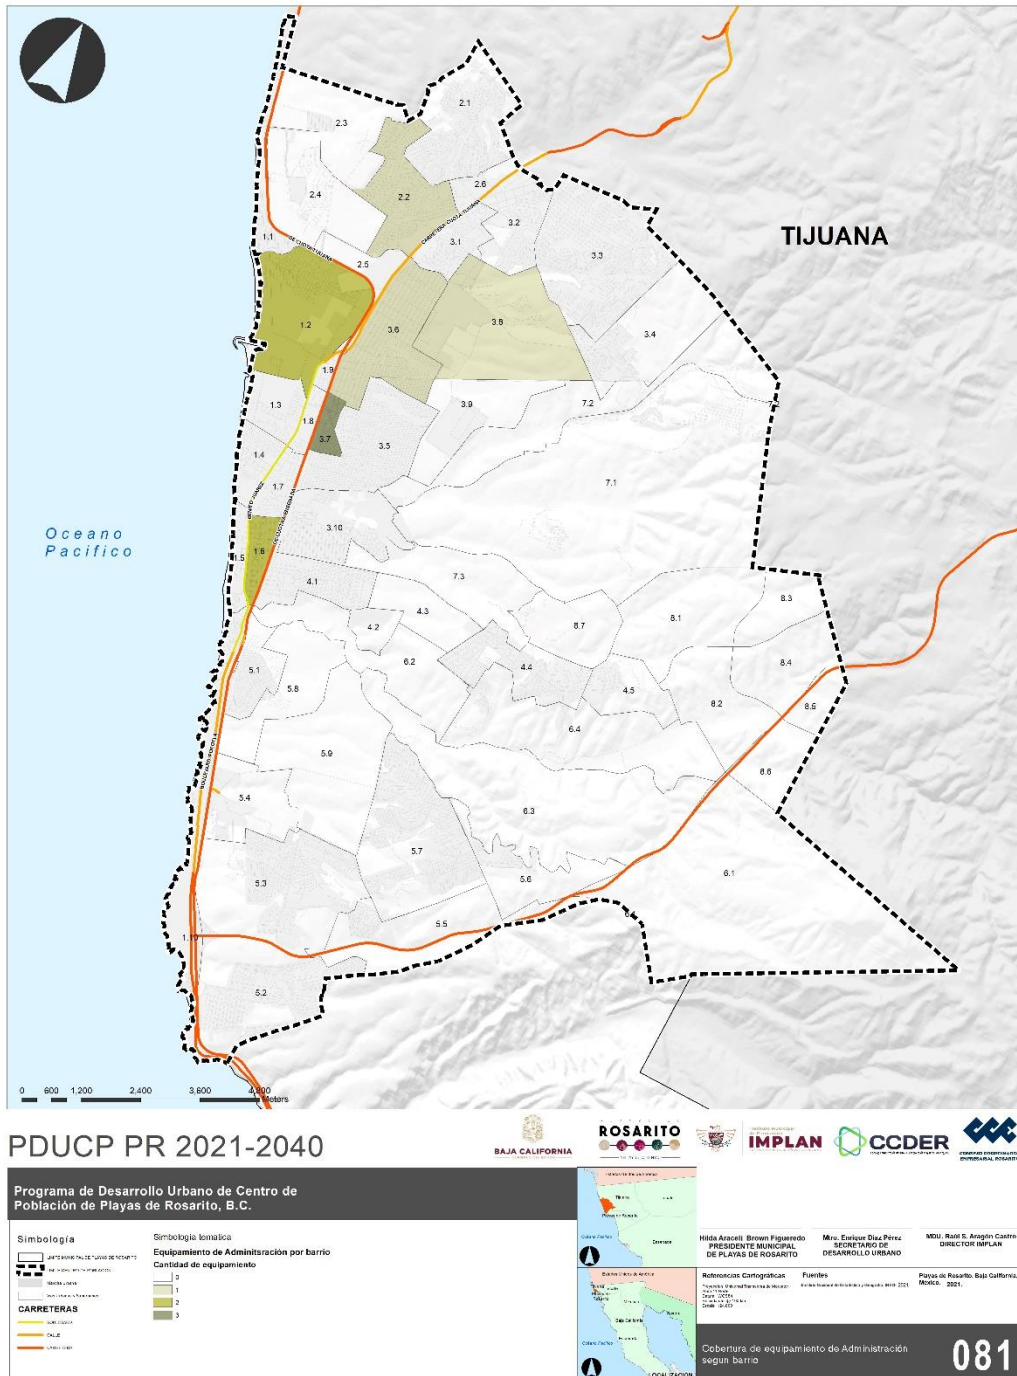 TIJUANA
Oceano
Pacifico
2.1
2.3
2.4
2.2
2.6
1.1
2.5
3.1
3.2
3.3
3.4
1.2
3.6
3.8
1.9
1.3
1.8
3.7
3.5
3.9
7.2
1.4
1.7
7.1
3.10
1.5
1.6
4.1
7.3
4.2
4.3
8.7
8.1
8.3
8.4
6.2
4.4
4.5
8.2
8.5
5.1
5.8
6.4
5.9
8.6
5.4
6.3
5.7
5.6
6.1
5.3
5.5
1.10
5.2
0 600 1,200 2,400 3,600 4,800
Meters
PDUCP PR 2021-2040
BAJA CALIFORNIA
ROSARITO
IMPLAN
CCDER
Programa de Desarrollo Urbano de Centro de
Población de Playas de Rosarito, B.C.
Simbología
CARRETERAS
CALLE
Simbología tematica
Equipamiento de Adminitsración por barrio
Cantidad de equipamiento
0
1
2
3
Hilda Araceli Brown Figueredo
PRESIDENTE MUNICIPAL
DE PLAYAS DE ROSARITO
Mtro. Enrique Diaz Pérez
SECRETARIO DE
DESARROLLO URBANO
MDU. Raúl S. Aragón Castro
DIRECTOR IMPLAN
Referencias Cartográficas
Fuentes
Playas de Rosarito, Baja California,
Mexico. 2021.
Cobertura de equipamiento de Administración
segun barrio
081